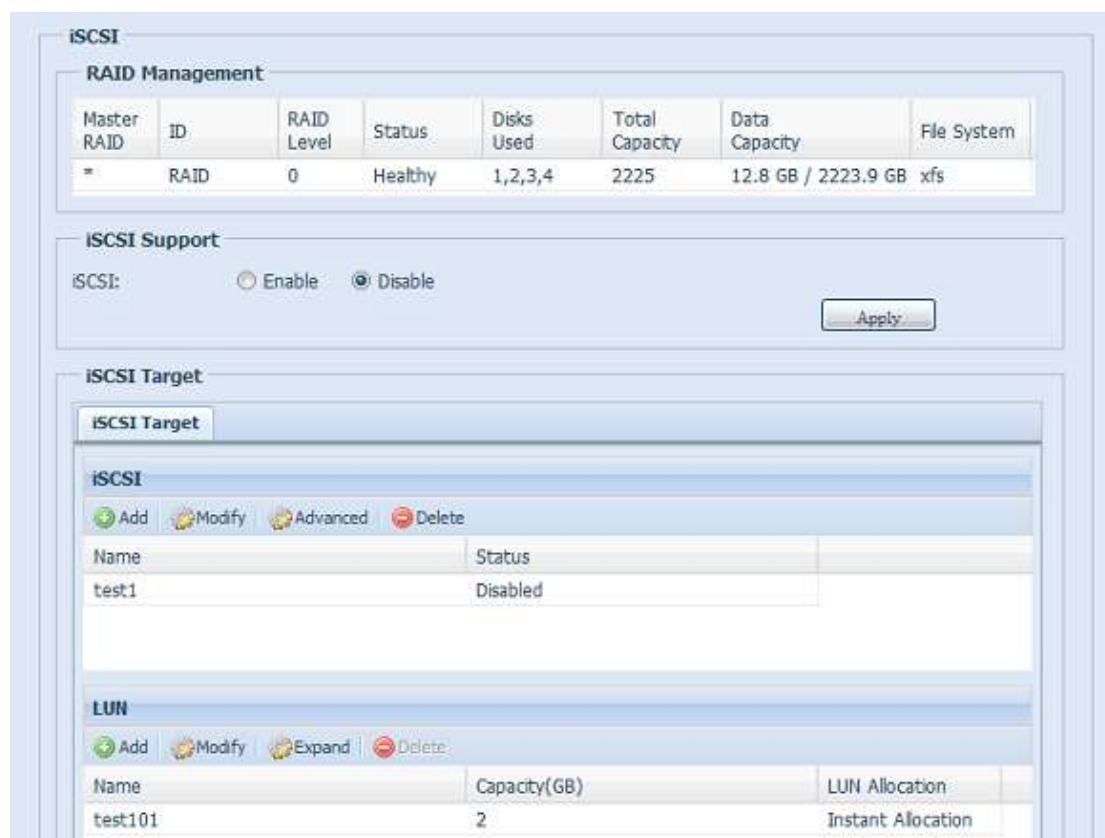 iSCSI
RAID Management
Master RAID ID RAID Level Status Disks Used Total Capacity Data Capacity File System
* RAID 0 Healthy 1,2,3,4 2225 12.8 GB / 2223.9 GB xfs
iSCSI Support
iSCSI: Enable Disable
Apply
iSCSI Target
iSCSI Target
iSCSI
Add Modify Advanced Delete
Name Status
test1 Disabled
LUN
Add Modify Expand Delete
Name Capacity(GB) LUN Allocation
test101 2 Instant Allocation